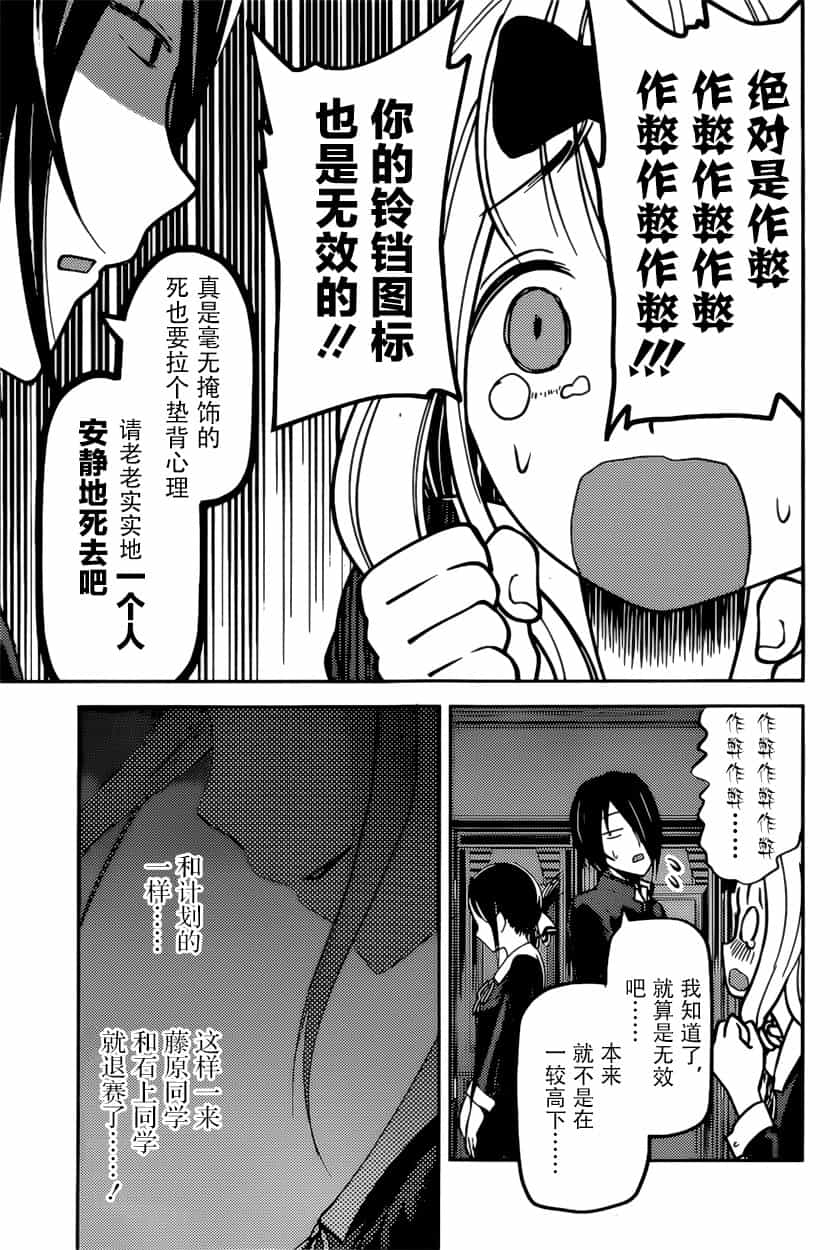 绝对是作弊
作弊作弊作弊
作弊作弊作弊
!!!
你的铃铛图标
也是无效的!!
真是毫无掩饰的
死也要拉个垫背心理
请老老实实地一个人
安静地死去吧
作弊作弊作弊
作弊作弊……
我知道了,
就算是无效
吧……
本来
就不是在
一较高下……
和计划的
一样……
这样一来
藤原同学
和石上同学
就退赛了……!